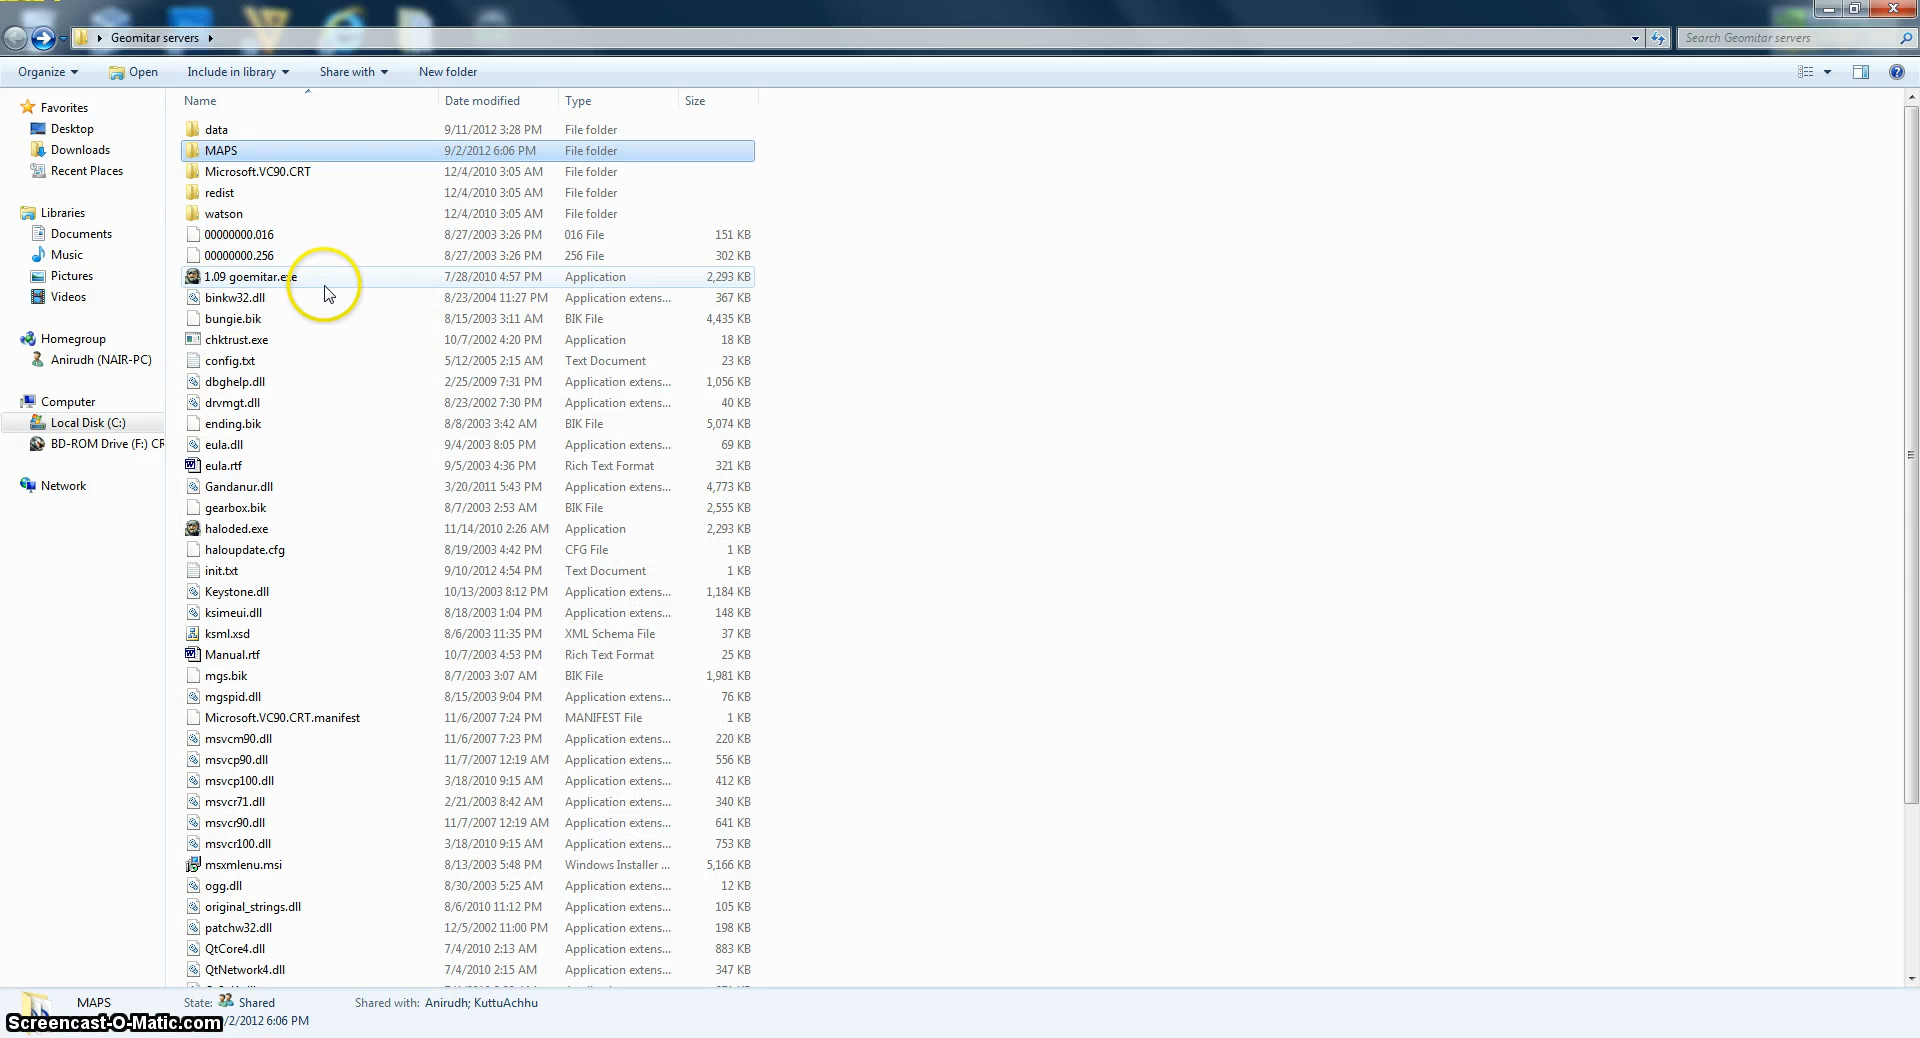 Geomitar servers
Search Geomitar servers
Organize Open Include in library Share with New folder
Name Date modified Type Size
Favorites
Desktop
Downloads
Recent Places
Libraries
Documents
Music
Pictures
Videos
Homegroup
Anirudh (NAIR-PC)
Computer
Local Disk (C:)
BD-ROM Drive (F:) CR
Network
data 9/11/2012 3:28 PM File folder
MAPS 9/2/2012 6:06 PM File folder
Microsoft.VC90.CRT 12/4/2010 3:05 AM File folder
redist 12/4/2010 3:05 AM File folder
watson 12/4/2010 3:05 AM File folder
00000000.016 8/27/2003 3:26 PM 016 File 151 KB
00000000.256 8/27/2003 3:26 PM 256 File 302 KB
1.09 goemitar.exe 7/28/2010 4:57 PM Application 2,293 KB
binkw32.dll 8/23/2004 11:27 PM Application extens... 367 KB
bungie.bik 8/15/2003 3:11 AM BIK File 4,435 KB
chktrust.exe 10/7/2002 4:20 PM Application 18 KB
config.txt 5/12/2005 2:15 AM Text Document 23 KB
dbghelp.dll 2/25/2009 7:31 PM Application extens... 1,056 KB
drvmgt.dll 8/23/2002 7:30 PM Application extens... 40 KB
ending.bik 8/8/2003 3:42 AM BIK File 5,074 KB
eula.dll 9/4/2003 8:05 PM Application extens... 69 KB
eula.rtf 9/5/2003 4:36 PM Rich Text Format 321 KB
Gandanur.dll 3/20/2011 5:43 PM Application extens... 4,773 KB
gearbox.bik 8/7/2003 2:53 AM BIK File 2,555 KB
haloded.exe 11/14/2010 2:26 AM Application 2,293 KB
haloupdate.cfg 8/19/2003 4:42 PM CFG File 1 KB
init.txt 9/10/2012 4:54 PM Text Document 1 KB
Keystone.dll 10/13/2003 8:12 PM Application extens... 1,184 KB
ksimeui.dll 8/18/2003 1:04 PM Application extens... 148 KB
ksml.xsd 8/6/2003 11:35 PM XML Schema File 37 KB
Manual.rtf 10/7/2003 4:53 PM Rich Text Format 25 KB
mgs.bik 8/7/2003 3:07 AM BIK File 1,981 KB
mgspid.dll 8/15/2003 9:04 PM Application extens... 76 KB
Microsoft.VC90.CRT.manifest 11/6/2007 7:24 PM MANIFEST File 1 KB
msvcm90.dll 11/6/2007 7:23 PM Application extens... 220 KB
msvcp90.dll 11/7/2007 12:19 AM Application extens... 556 KB
msvcp100.dll 3/18/2010 9:15 AM Application extens... 412 KB
msvcr71.dll 2/21/2003 8:42 AM Application extens... 340 KB
msvcr90.dll 11/7/2007 12:19 AM Application extens... 641 KB
msvcr100.dll 3/18/2010 9:15 AM Application extens... 753 KB
msxmlenu.msi 8/13/2003 5:48 PM Windows Installer ... 5,166 KB
ogg.dll 8/30/2003 5:25 AM Application extens... 12 KB
original_strings.dll 8/6/2010 11:12 PM Application extens... 105 KB
patchw32.dll 12/5/2002 11:00 PM Application extens... 198 KB
QtCore4.dll 7/4/2010 2:13 AM Application extens... 883 KB
QtNetwork4.dll 7/4/2010 2:15 AM Application extens... 347 KB
MAPS State: Shared Shared with: Anirudh; KuttuAchhu
/2/2012 6:06 PM
Screencast-O-Matic.com